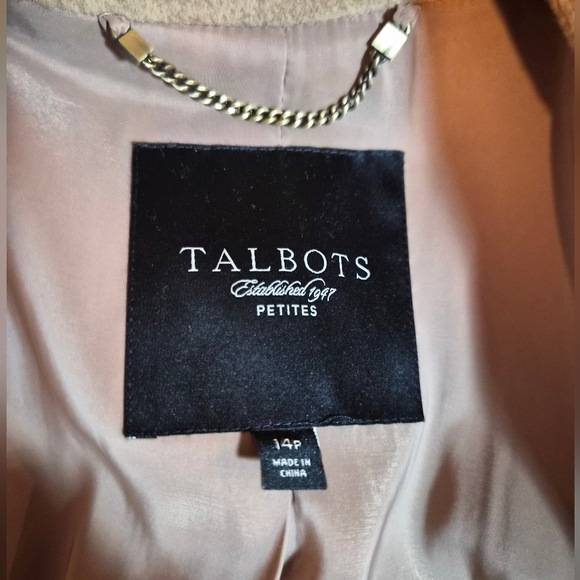 TALBOTS
Established 1947
PETITES
14P
MADE IN
CHINA